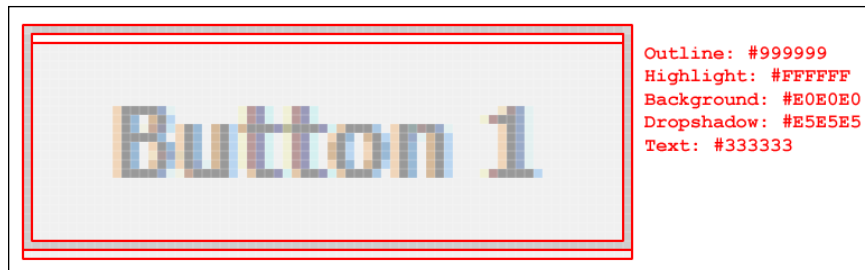 Button 1
Outline: #999999
Highlight: #FFFFFF
Background: #E0E0E0
Dropshadow: #E5E5E5
Text: #333333